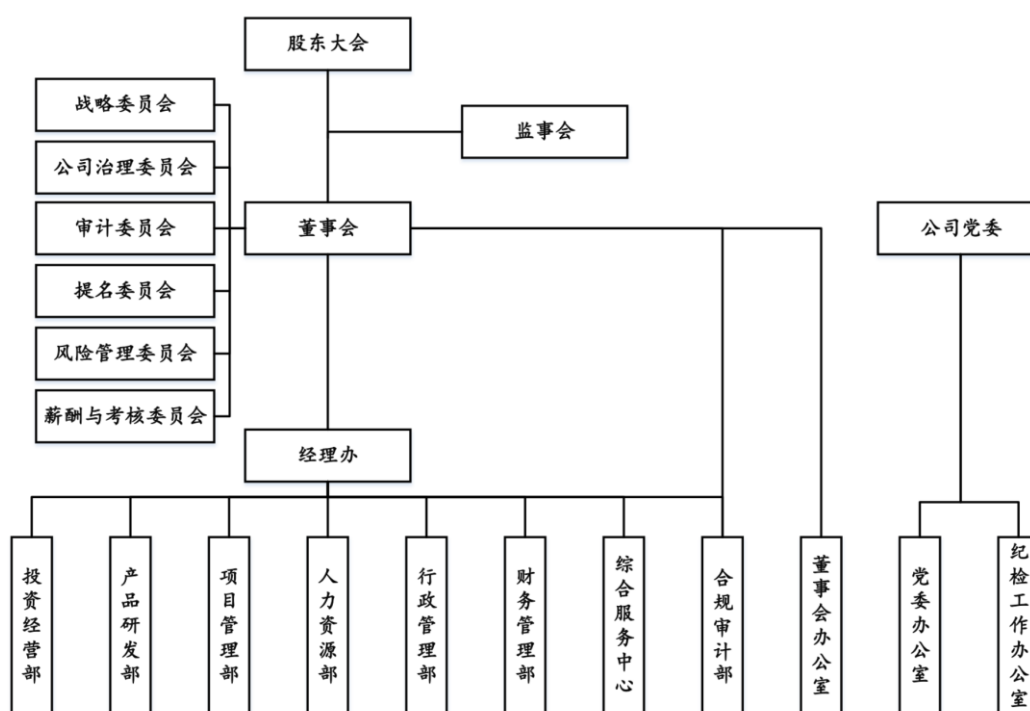 股东大会
战略委员会
监事会
公司治理委员会
审计委员会
董事会
公司党委
提名委员会
风险管理委员会
薪酬与考核委员会
经理办
投资经营部
产品研发部
项目管理部
人力资源部
行政管理部
财务管理部
综合服务中心
合规审计部
董事会办公室
党委办公室
纪检工作办公室